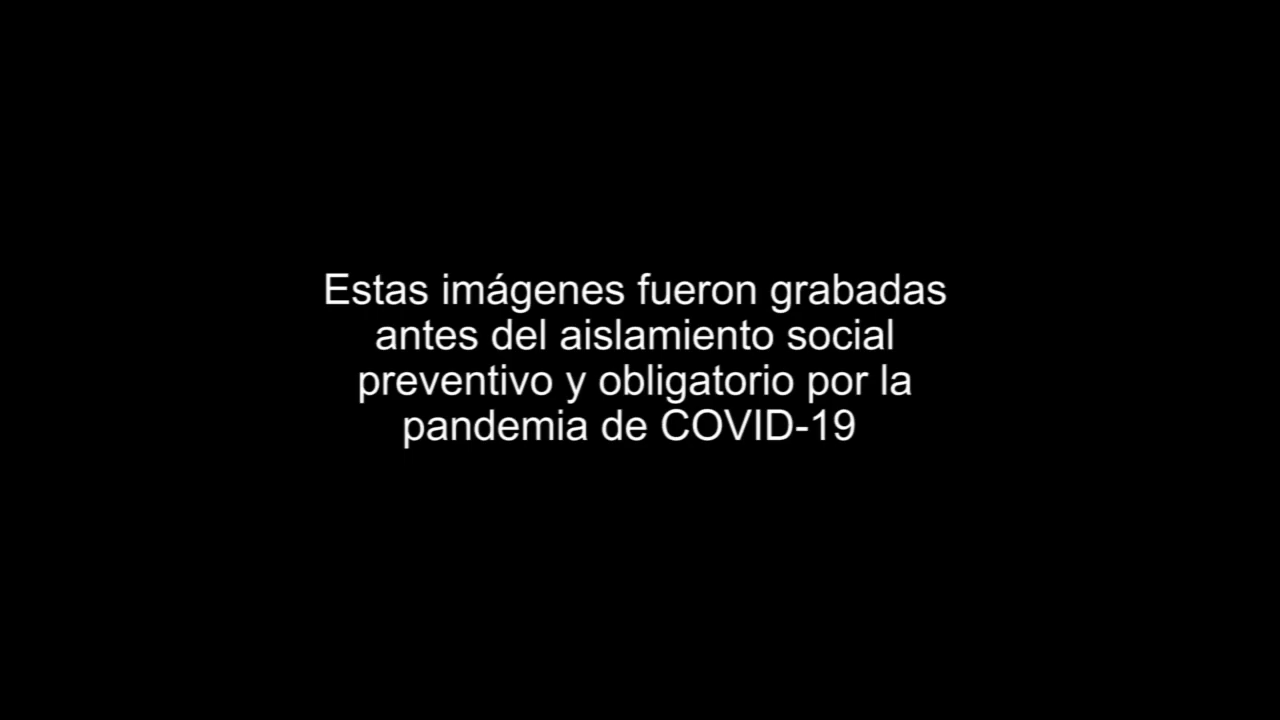 Estas imágenes fueron grabadas
antes del aislamiento social
preventivo y obligatorio por la
pandemia de COVID-19